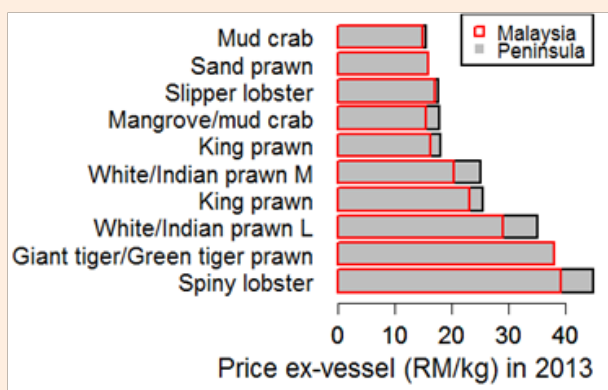 Malaysia
Peninsula
Mud crab
Sand prawn
Slipper lobster
Mangrove/mud crab
King prawn
White/Indian prawn M
King prawn
White/Indian prawn L
Giant tiger/Green tiger prawn
Spiny lobster
0 10 20 30 40
Price ex-vessel (RM/kg) in 2013